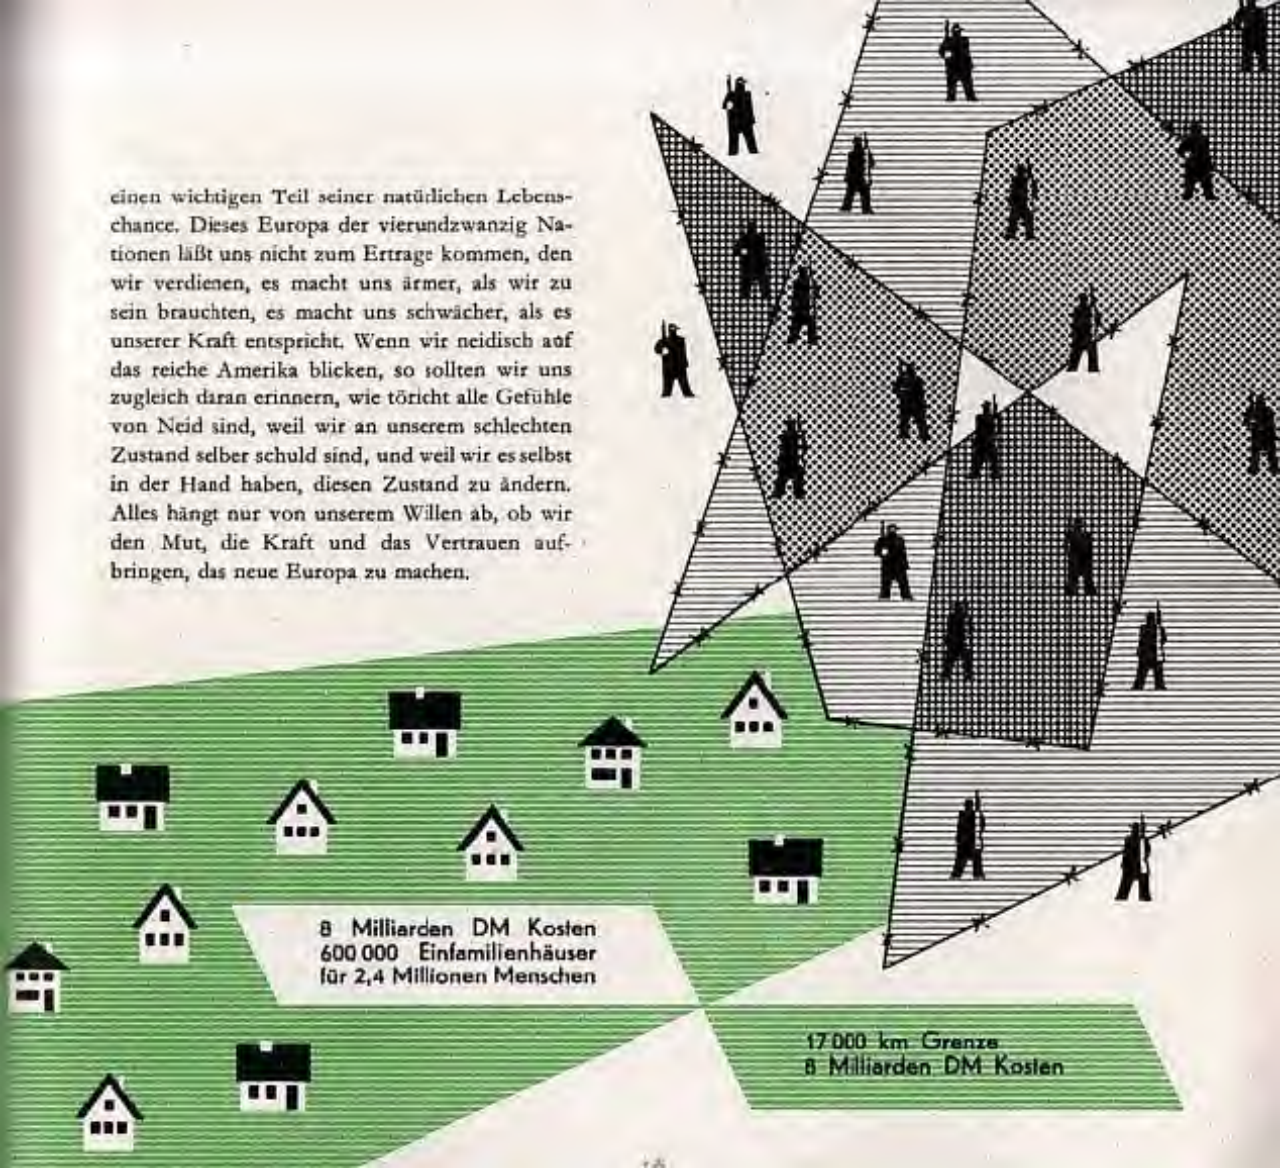 einen wichtigen Teil seiner natürlichen Lebens-
chance. Dieses Europa der vierundzwanzig Na-
tionen läßt uns nicht zum Ertrage kommen, den
wir verdienen, es macht uns ärmer, als wir zu
sein brauchten, es macht uns schwächer, als es
unserer Kraft entspricht. Wenn wir neidisch auf
das reiche Amerika blicken, so sollten wir uns
zugleich daran erinnern, wie töricht alle Gefühle
von Neid sind, weil wir an unserem schlechten
Zustand selber schuld sind, und weil wir es selbst
in der Hand haben, diesen Zustand zu ändern.
Alles hängt nur von unserem Willen ab, ob wir
den Mut, die Kraft und das Vertrauen auf-
bringen, das neue Europa zu machen.
8 Milliarden DM Kosten
600 000 Einfamilienhäuser
für 2,4 Millionen Menschen
17 000 km Grenze
8 Milliarden DM Kosten